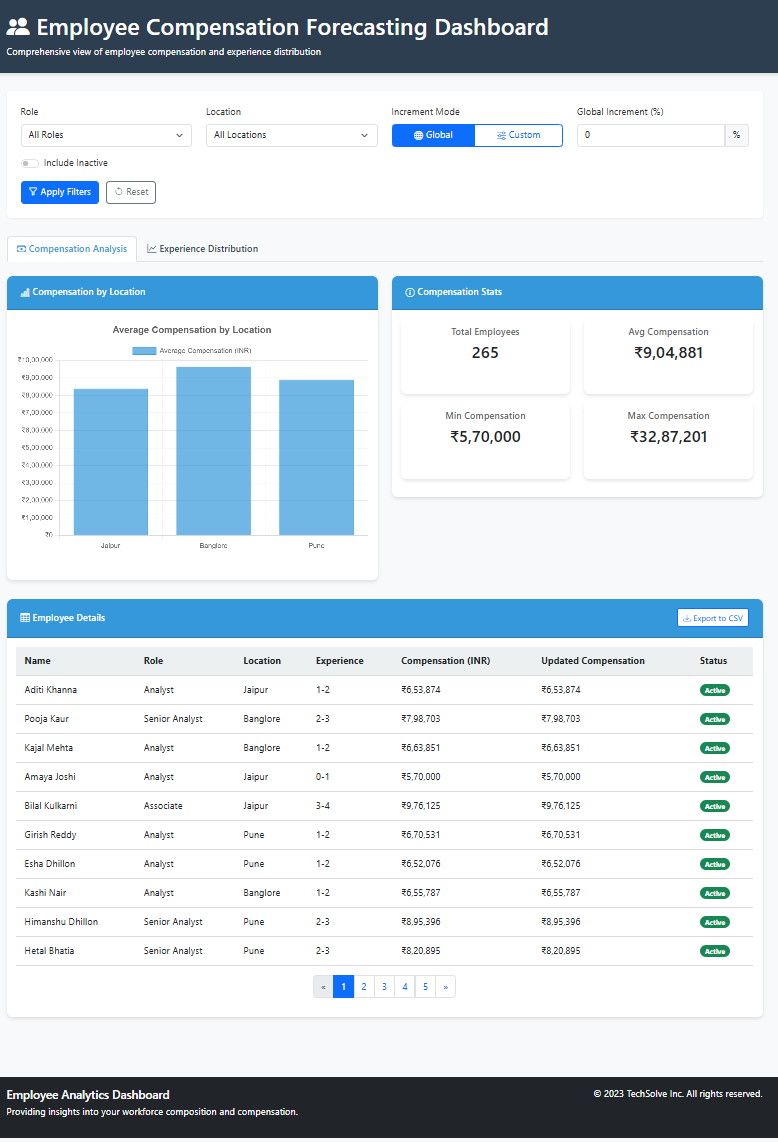 Employee Compensation Forecasting Dashboard
Comprehensive view of employee compensation and experience distribution
Role Location Increment Mode Global Increment (%)
All Roles All Locations Global Custom 0 %
Include Inactive
Apply Filters Reset
Compensation Analysis Experience Distribution
Compensation by Location
Average Compensation by Location
Average Compensation (INR)
₹10,00,000
₹9,00,000
₹8,00,000
₹7,00,000
₹6,00,000
₹5,00,000
₹4,00,000
₹3,00,000
₹2,00,000
₹1,00,000
₹0
Jaipur Banglore Pune
Compensation Stats
Total Employees Avg Compensation
265 ₹9,04,881
Min Compensation Max Compensation
₹5,70,000 ₹32,87,201
Employee Details Export to CSV
Name Role Location Experience Compensation (INR) Updated Compensation Status
Aditi Khanna Analyst Jaipur 1-2 ₹6,53,874 ₹6,53,874 Active
Pooja Kaur Senior Analyst Banglore 2-3 ₹7,98,703 ₹7,98,703 Active
Kajal Mehta Analyst Banglore 1-2 ₹6,63,851 ₹6,63,851 Active
Amaya Joshi Analyst Jaipur 0-1 ₹5,70,000 ₹5,70,000 Active
Bilal Kulkarni Associate Jaipur 3-4 ₹9,76,125 ₹9,76,125 Active
Girish Reddy Analyst Pune 1-2 ₹6,70,531 ₹6,70,531 Active
Esha Dhillon Analyst Pune 1-2 ₹6,52,076 ₹6,52,076 Active
Kashi Nair Analyst Banglore 1-2 ₹6,55,787 ₹6,55,787 Active
Himanshu Dhillon Senior Analyst Pune 2-3 ₹8,95,396 ₹8,95,396 Active
Hetal Bhatia Senior Analyst Pune 2-3 ₹8,20,895 ₹8,20,895 Active
« 1 2 3 4 5 »
Employee Analytics Dashboard © 2023 TechSolve Inc. All rights reserved.
Providing insights into your workforce composition and compensation.